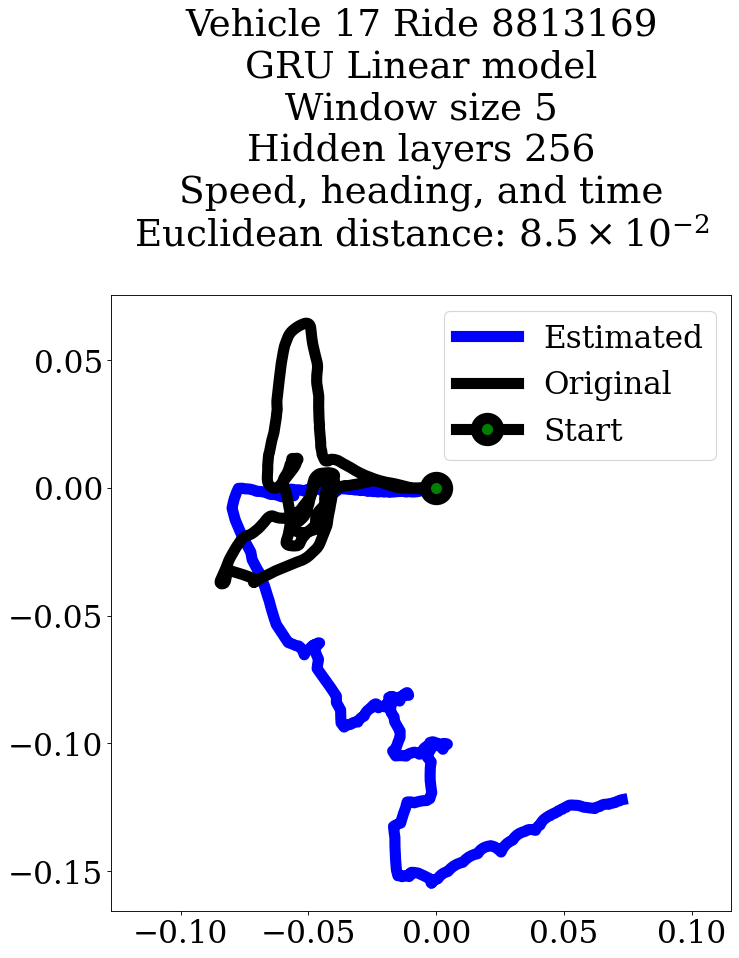 Vehicle 17 Ride 8813169
GRU Linear model
Window size 5
Hidden layers 256
Speed, heading, and time
Euclidean distance: 8.5 × 10⁻²
Estimated
Original
Start
0.05
0.00
−0.05
−0.10
−0.15
−0.10 −0.05 0.00 0.05 0.10